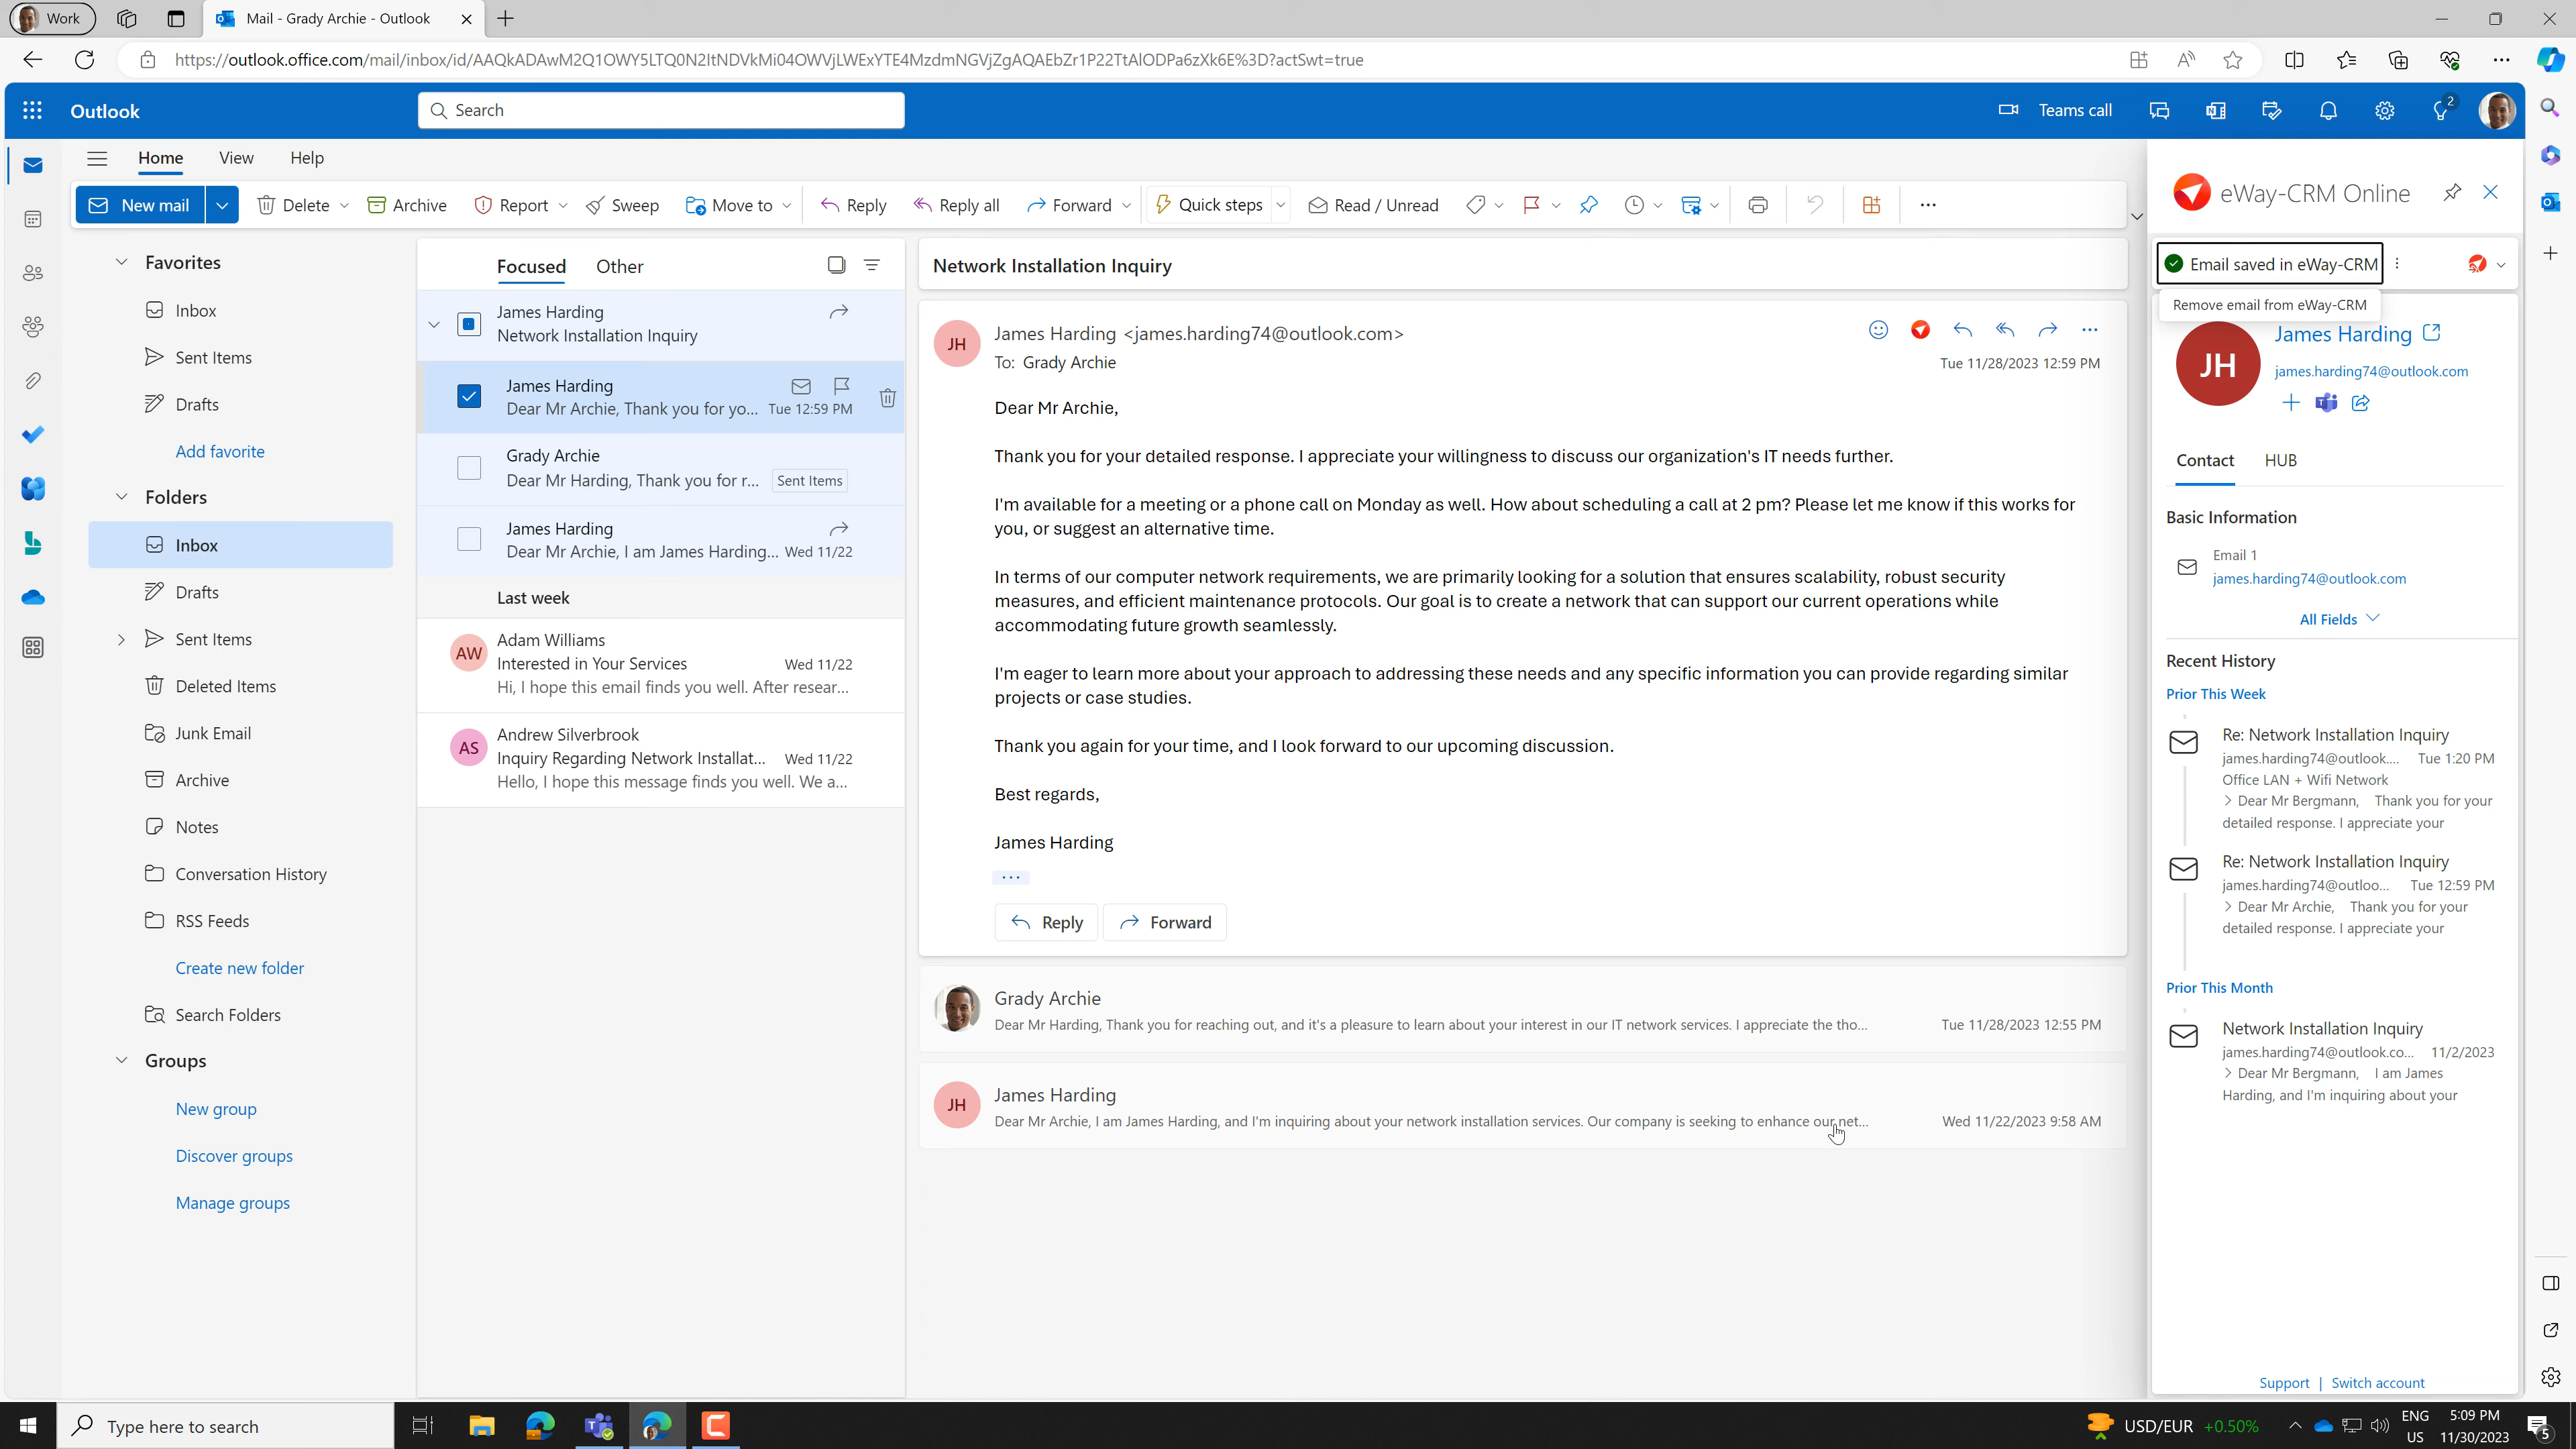 Work
Mail - Grady Archie - Outlook
https://outlook.office.com/mail/inbox/id/AAQkADAwM2Q1OWY5LTQ0N2ItNDVkMi04OWVjLWExYTE4MzdmNGVjZgAQAEbZr1P22TtAlODPa6zXk6E%3D?actSwt=true
Outlook
Search
Teams call
2
Home View Help
New mail Delete Archive Report Sweep Move to Reply Reply all Forward Quick steps Read / Unread
Favorites
Inbox
Sent Items
Drafts
Add favorite
Folders
Inbox
Drafts
Sent Items
Deleted Items
Junk Email
Archive
Notes
Conversation History
RSS Feeds
Create new folder
Search Folders
Groups
New group
Discover groups
Manage groups
Focused Other
James Harding
Network Installation Inquiry
James Harding
Dear Mr Archie, Thank you for yo... Tue 12:59 PM
Grady Archie
Dear Mr Harding, Thank you for r... Sent Items
James Harding
Dear Mr Archie, I am James Harding... Wed 11/22
Last week
AW
Adam Williams
Interested in Your Services Wed 11/22
Hi, I hope this email finds you well. After resear...
AS
Andrew Silverbrook
Inquiry Regarding Network Installat... Wed 11/22
Hello, I hope this message finds you well. We a...
Network Installation Inquiry
JH
James Harding <james.harding74@outlook.com>
To: Grady Archie
Tue 11/28/2023 12:59 PM
Dear Mr Archie,
Thank you for your detailed response. I appreciate your willingness to discuss our organization's IT needs further.
I'm available for a meeting or a phone call on Monday as well. How about scheduling a call at 2 pm? Please let me know if this works for
you, or suggest an alternative time.
In terms of our computer network requirements, we are primarily looking for a solution that ensures scalability, robust security
measures, and efficient maintenance protocols. Our goal is to create a network that can support our current operations while
accommodating future growth seamlessly.
I'm eager to learn more about your approach to addressing these needs and any specific information you can provide regarding similar
projects or case studies.
Thank you again for your time, and I look forward to our upcoming discussion.
Best regards,
James Harding
...
Reply Forward
Grady Archie
Dear Mr Harding, Thank you for reaching out, and it's a pleasure to learn about your interest in our IT network services. I appreciate the tho... Tue 11/28/2023 12:55 PM
JH
James Harding
Dear Mr Archie, I am James Harding, and I'm inquiring about your network installation services. Our company is seeking to enhance our net... Wed 11/22/2023 9:58 AM
eWay-CRM Online
Email saved in eWay-CRM
Remove email from eWay-CRM
JH
James Harding
james.harding74@outlook.com
Contact HUB
Basic Information
Email 1
james.harding74@outlook.com
All Fields
Recent History
Prior This Week
Re: Network Installation Inquiry
james.harding74@outlook.... Tue 1:20 PM
Office LAN + Wifi Network
> Dear Mr Bergmann, Thank you for your
detailed response. I appreciate your
Re: Network Installation Inquiry
james.harding74@outloo... Tue 12:59 PM
> Dear Mr Archie, Thank you for your
detailed response. I appreciate your
Prior This Month
Network Installation Inquiry
james.harding74@outlook.co... 11/2/2023
> Dear Mr Bergmann, I am James
Harding, and I'm inquiring about your
Support | Switch account
Type here to search
USD/EUR +0.50%
ENG
US
5:09 PM
11/30/2023
5